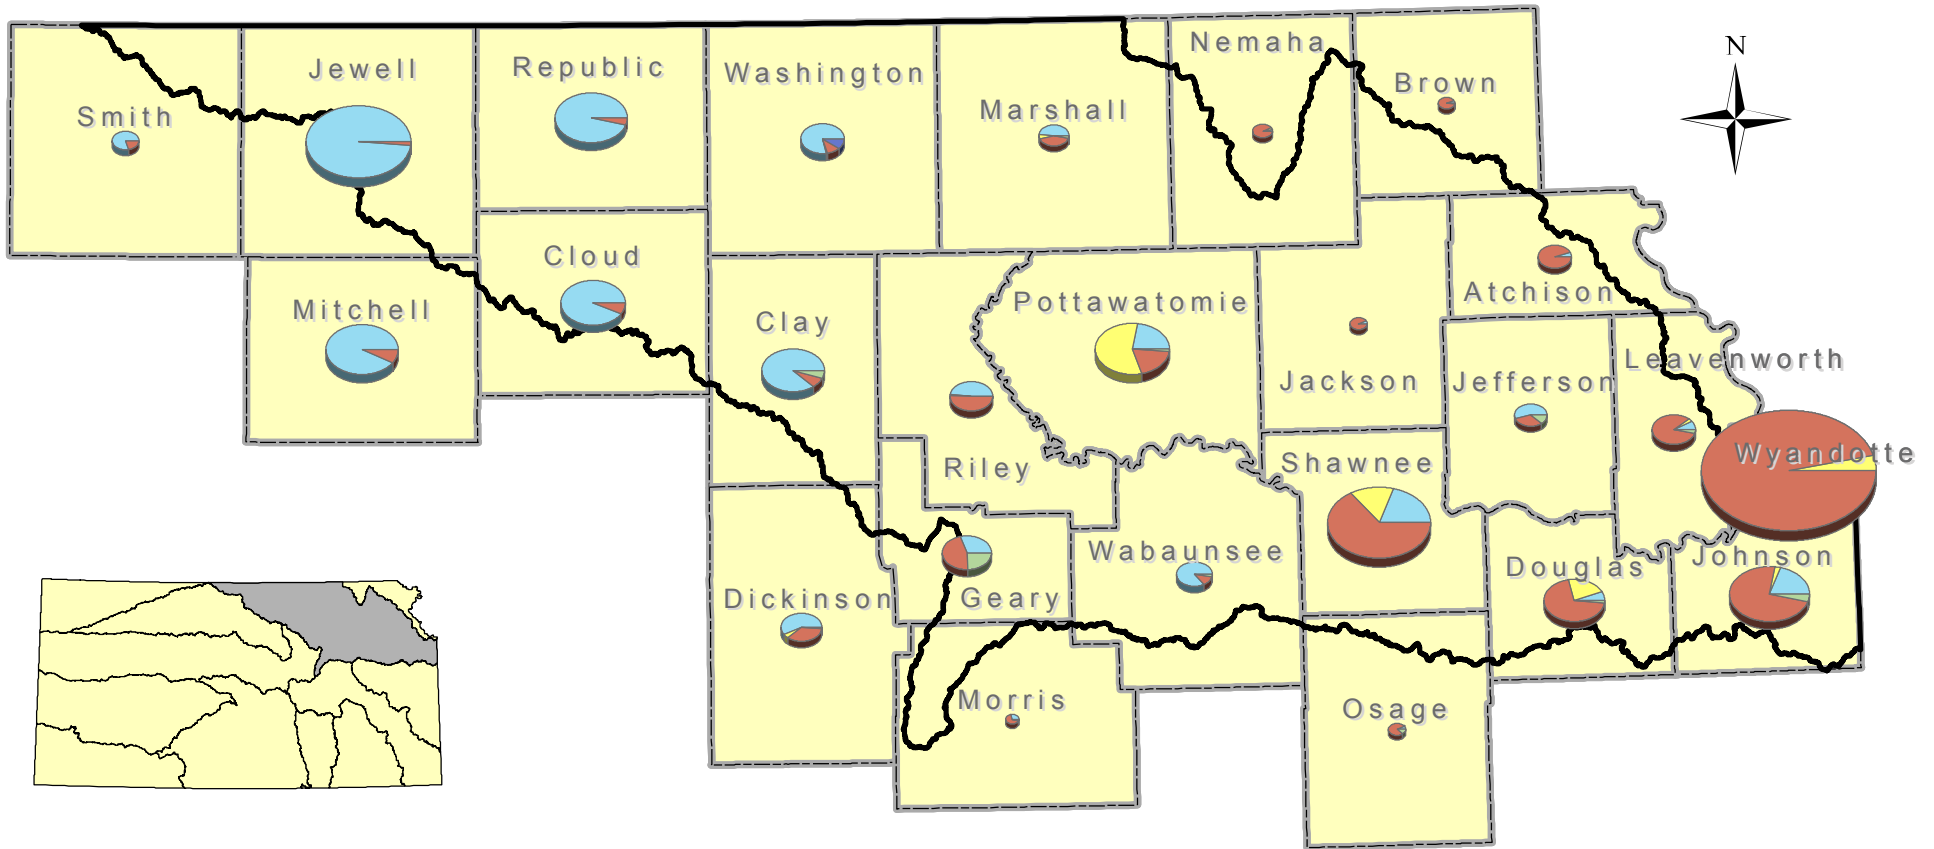 N
Nemaha
Jewell
Republic
Washington
Brown
Smith
Marshall
Cloud
Mitchell
Pottawatomie
Atchison
Clay
Leavenworth
Jackson
Jefferson
Wyandotte
Riley
Shawnee
Wabaunsee
Johnson
Douglas
Dickinson
Geary
Morris
Osage